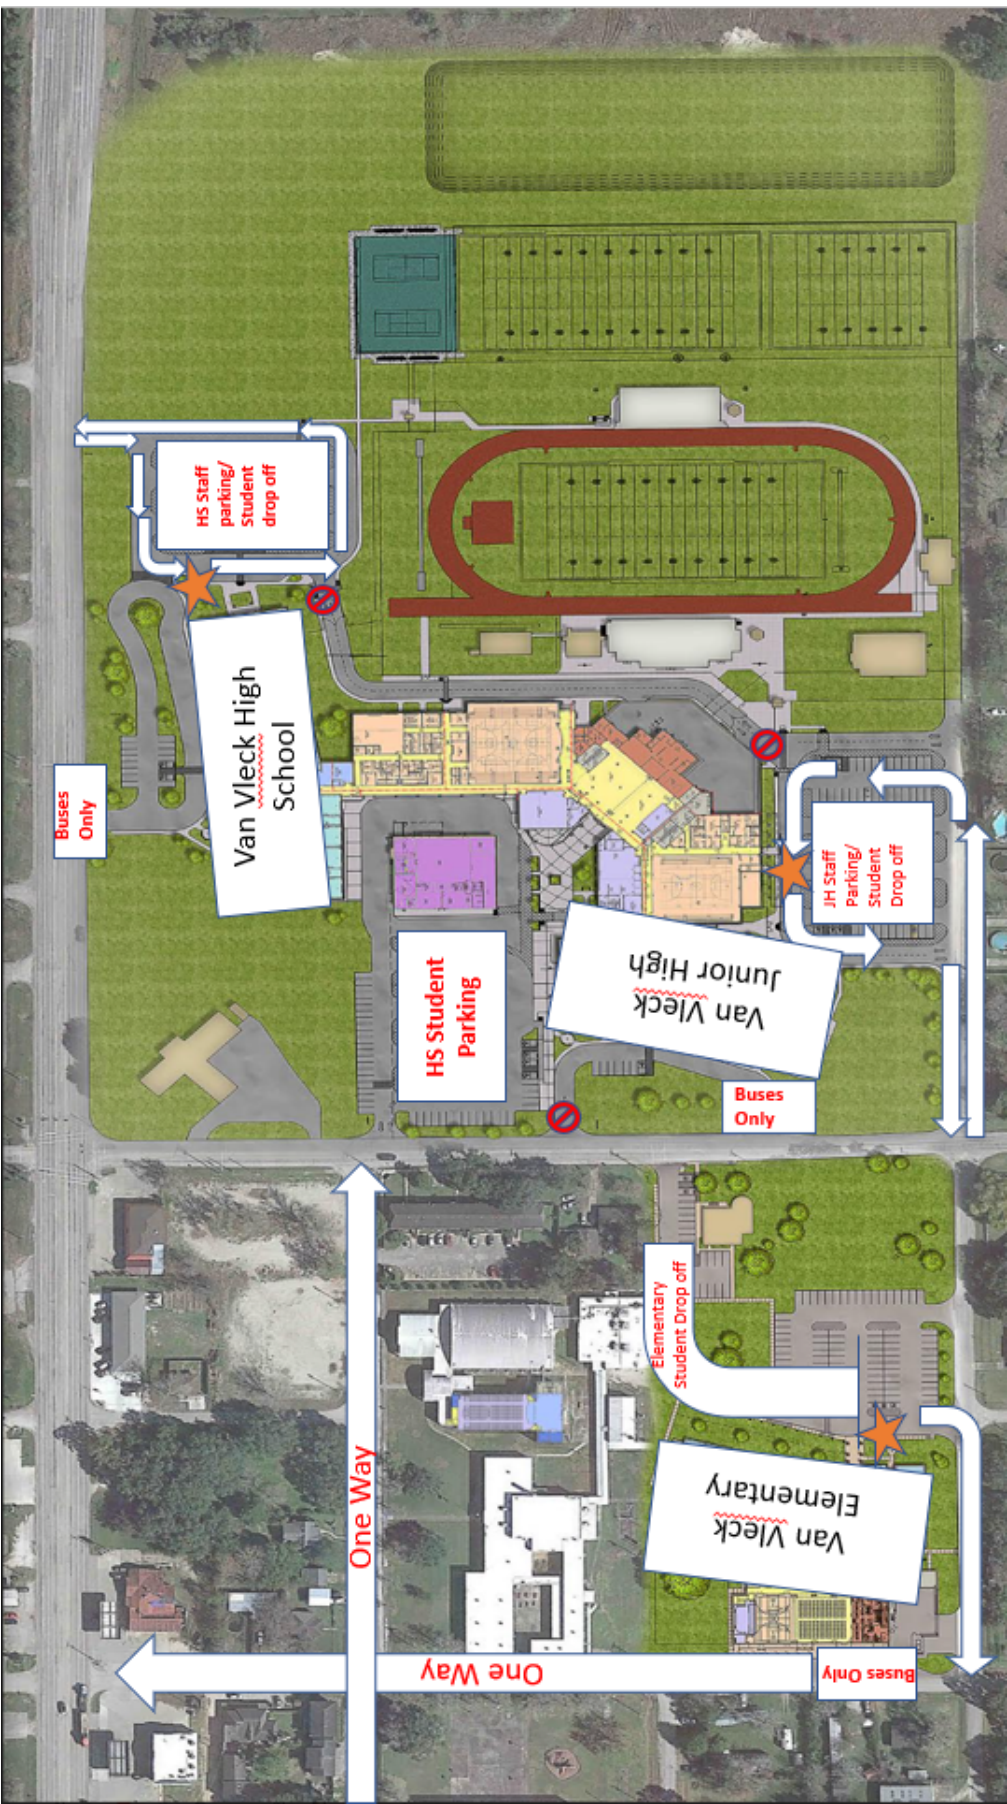 HS Staff
parking/
Student
drop off
Van Vleck High
School
Buses
Only
JH Staff
Parking/
Student
Drop off
HS Student
Parking
Van Vleck
Junior High
Buses
Only
Elementary
Student Drop off
Van Vleck
Elementary
One Way
One Way
Buses Only